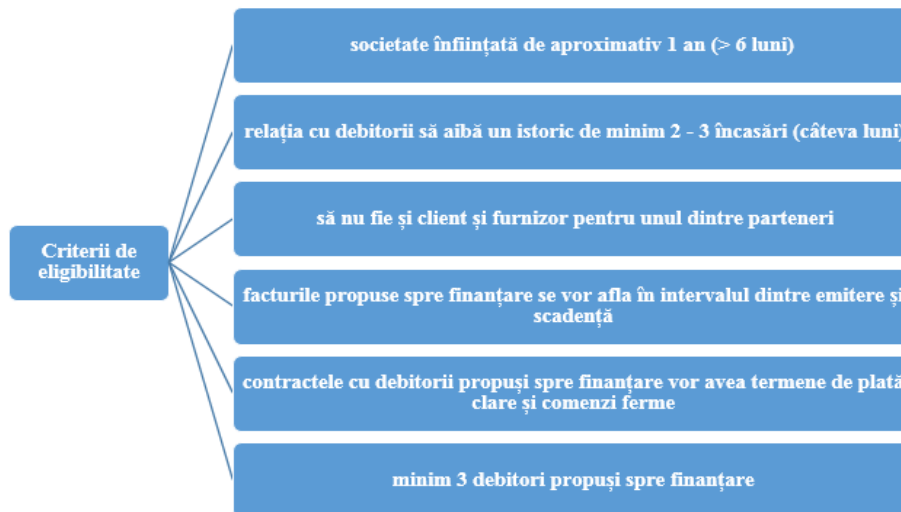 societate înființată de aproximativ 1 an (> 6 luni)
relația cu debitorii să aibă un istoric de minim 2 - 3 încasări (câteva luni)
să nu fie și client și furnizor pentru unul dintre parteneri
Criterii de
eligibilitate
facturile propuse spre finanțare se vor afla în intervalul dintre emitere și
scadență
contractele cu debitorii propuși spre finanțare vor avea termene de plată
clare și comenzi ferme
minim 3 debitori propuși spre finanțare